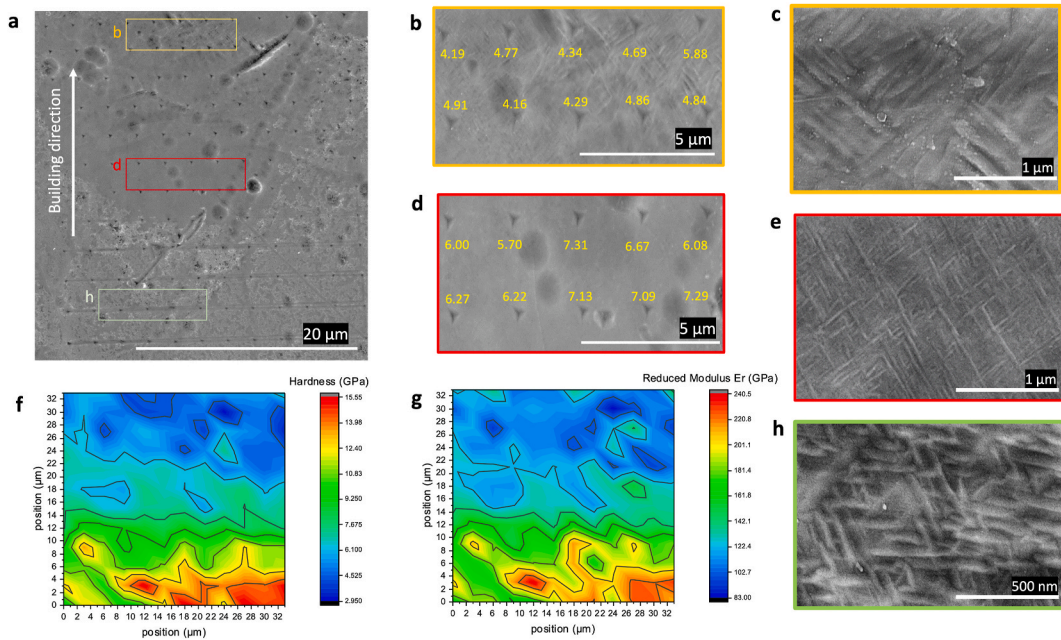 a
b
Building direction
d
h
20 µm
b
4.19 4.77 4.34 4.69 5.88
4.91 4.16 4.29 4.86 4.84
5 µm
c
1 µm
d
6.00 5.70 7.31 6.67 6.08
6.27 6.22 7.13 7.09 7.29
5 µm
e
1 µm
f
Hardness (GPa)
15.55
13.98
12.40
10.83
9.250
7.675
6.100
4.525
2.950
position (µm)
32
30
28
26
24
22
20
18
16
14
12
10
8
6
4
2
0
0 2 4 6 8 10 12 14 16 18 20 22 24 26 28 30 32
position (µm)
g
Reduced Modulus Er (GPa)
240.5
220.8
201.1
181.4
161.8
142.1
122.4
102.7
83.00
position (µm)
32
30
28
26
24
22
20
18
16
14
12
10
8
6
4
2
0
0 2 4 6 8 10 12 14 16 18 20 22 24 26 28 30 32
position (µm)
h
500 nm